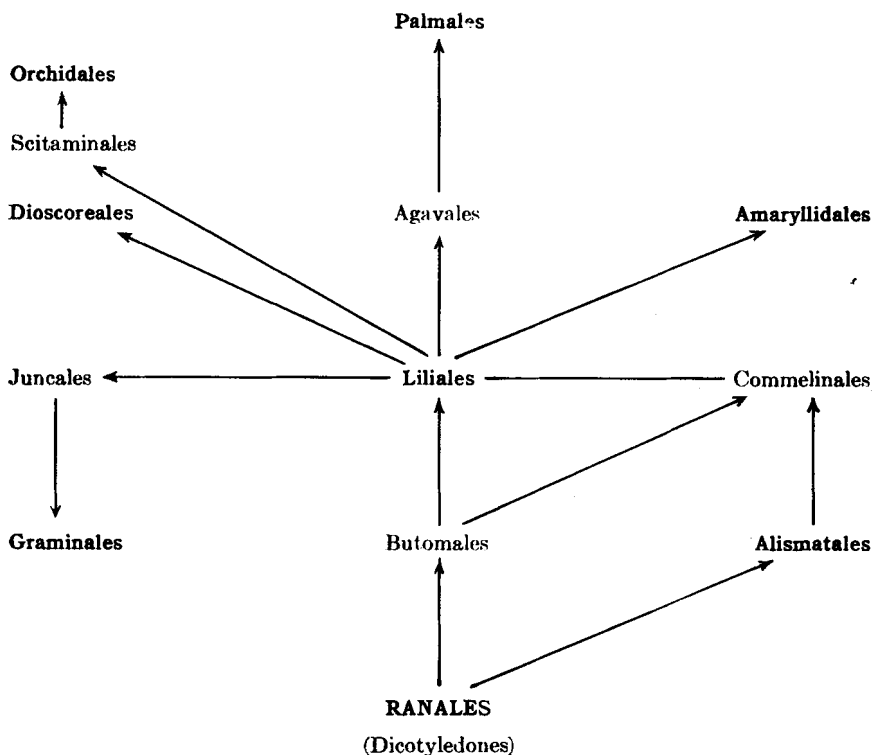 Palmales
Orchidales
Scitaminales
Dioscoreales
Agavales
Amaryllidales
Juncales
Liliales
Commelinales
Graminales
Butomales
Alismatales
RANALES
(Dicotyledones)